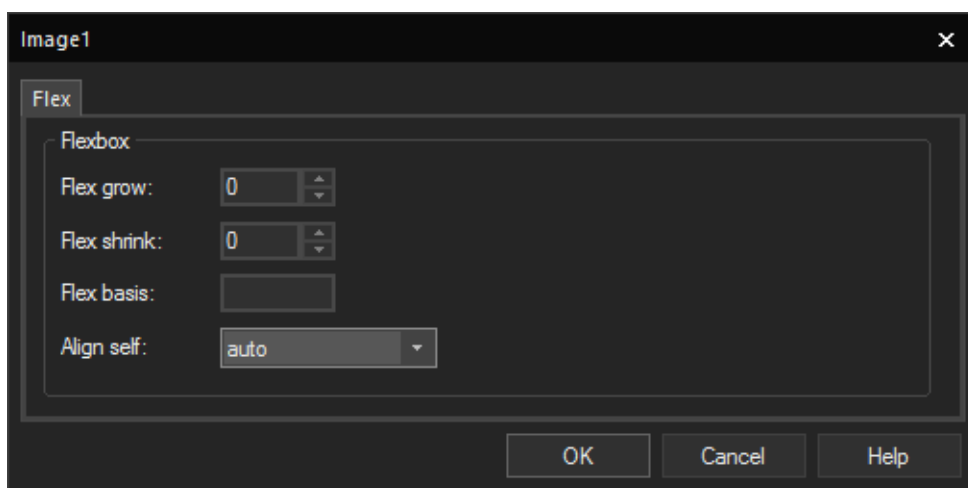 Image1
Flex
Flexbox
Flex grow: 0
Flex shrink: 0
Flex basis:
Align self: auto
OK Cancel Help